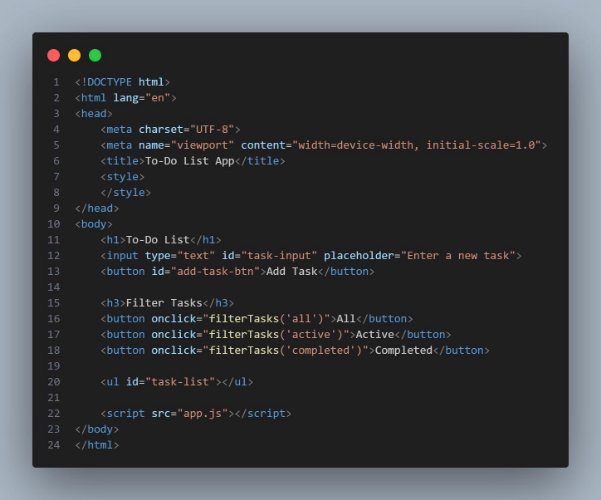 1 <!DOCTYPE html>
2 <html lang="en">
3 <head>
4     <meta charset="UTF-8">
5     <meta name="viewport" content="width=device-width, initial-scale=1.0">
6     <title>To-Do List App</title>
7     <style>
8     </style>
9 </head>
10 <body>
11     <h1>To-Do List</h1>
12     <input type="text" id="task-input" placeholder="Enter a new task">
13     <button id="add-task-btn">Add Task</button>
14
15     <h3>Filter Tasks</h3>
16     <button onclick="filterTasks('all')">All</button>
17     <button onclick="filterTasks('active')">Active</button>
18     <button onclick="filterTasks('completed')">Completed</button>
19
20     <ul id="task-list"></ul>
21
22     <script src="app.js"></script>
23 </body>
24 </html>